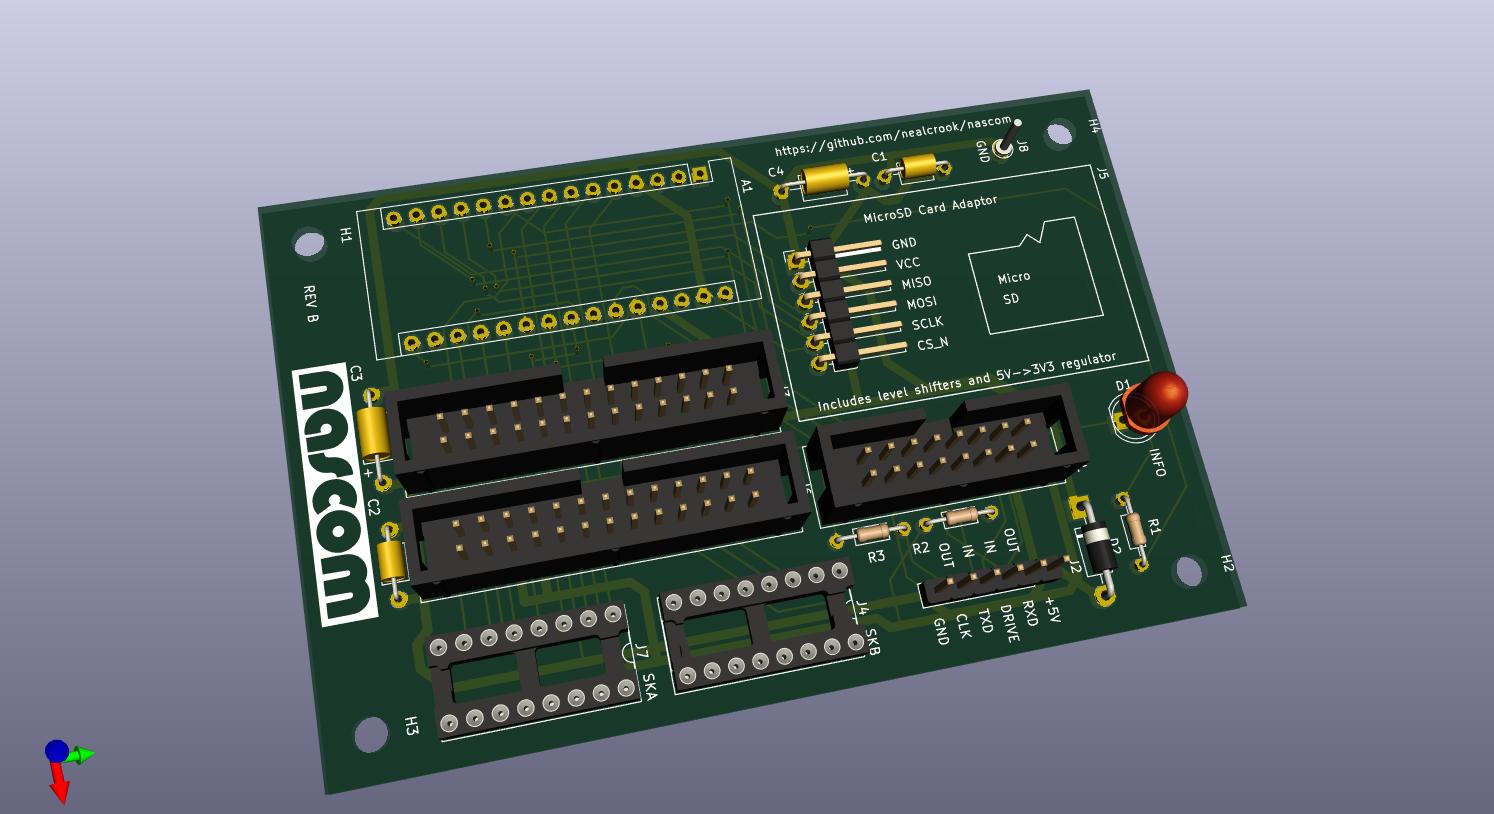 https://github.com/nealcrook/nascom
H4
C4
+
C1
GND
J8
H1
A1
J5
MicroSD Card Adaptor
GND
VCC
MISO
MOSI
SCLK
CS_N
Micro
SD
Includes level shifters and 5V->3V3 regulator
REV B
nascom
C3
+
C2
D1
INFO
R3
R2
OUT
IN
IN
OUT
J2
D2
R1
H2
GND
CLK
TXD
DRIVE
RXD
+5V
J4
SKB
J7
SKA
H3